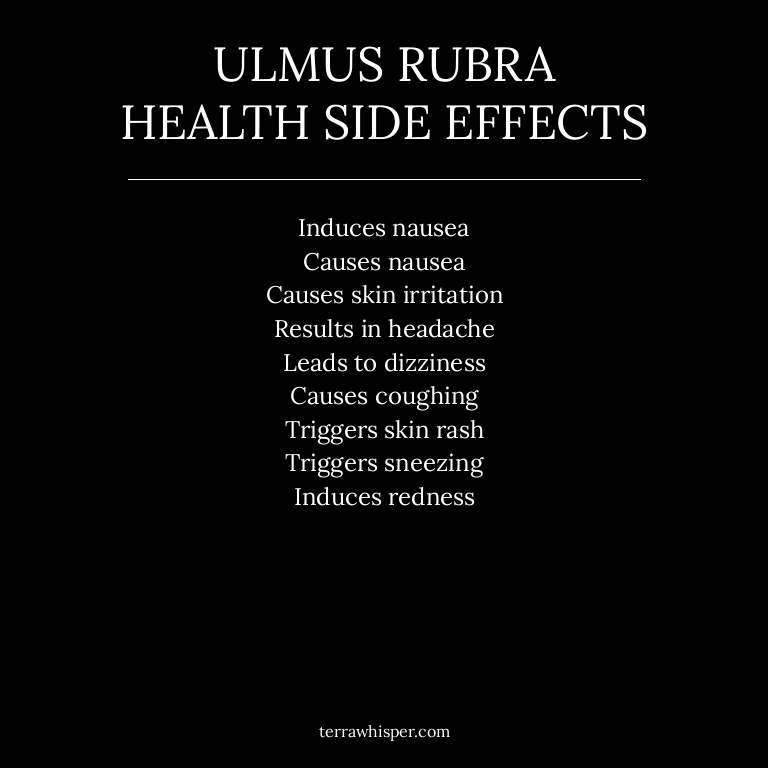 ULMUS RUBRA
HEALTH SIDE EFFECTS
Induces nausea
Causes nausea
Causes skin irritation
Results in headache
Leads to dizziness
Causes coughing
Triggers skin rash
Triggers sneezing
Induces redness
terrawhisper.com